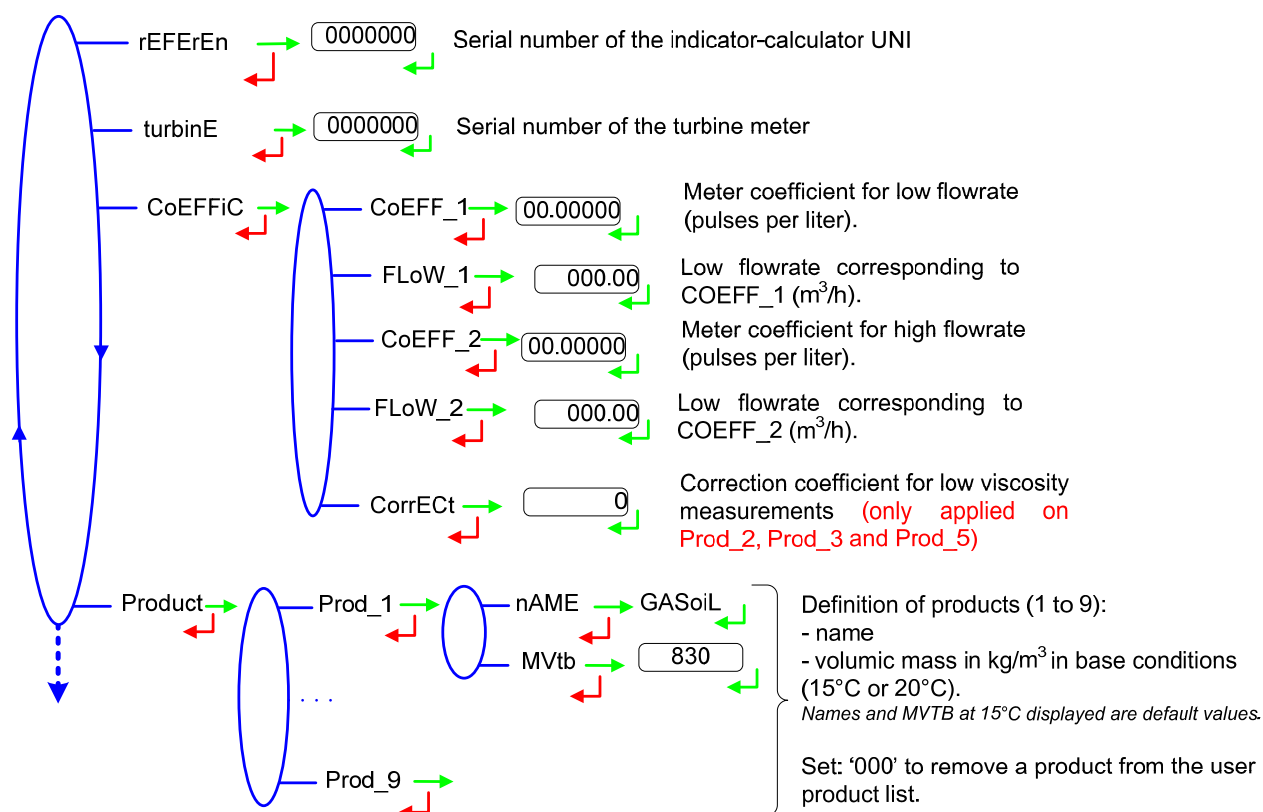 rEFErEn
0000000
Serial number of the indicator-calculator UNI
turbinE
0000000
Serial number of the turbine meter
CoEFFiC
CoEFF_1
00.00000
Meter coefficient for low flowrate
(pulses per liter).
FLoW_1
000.00
Low flowrate corresponding to
COEFF_1 (m³/h).
CoEFF_2
00.00000
Meter coefficient for high flowrate
(pulses per liter).
FLoW_2
000.00
Low flowrate corresponding to
COEFF_2 (m³/h).
CorrECt
0
Correction coefficient for low viscosity
measurements (only applied on
Prod_2, Prod_3 and Prod_5)
Product
Prod_1
nAME
GASoiL
MVtb
830
. . . .
Prod_9
Definition of products (1 to 9):
- name
- volumic mass in kg/m³ in base conditions
(15°C or 20°C).
Names and MVTB at 15°C displayed are default values.
Set: ‘000’ to remove a product from the user
product list.